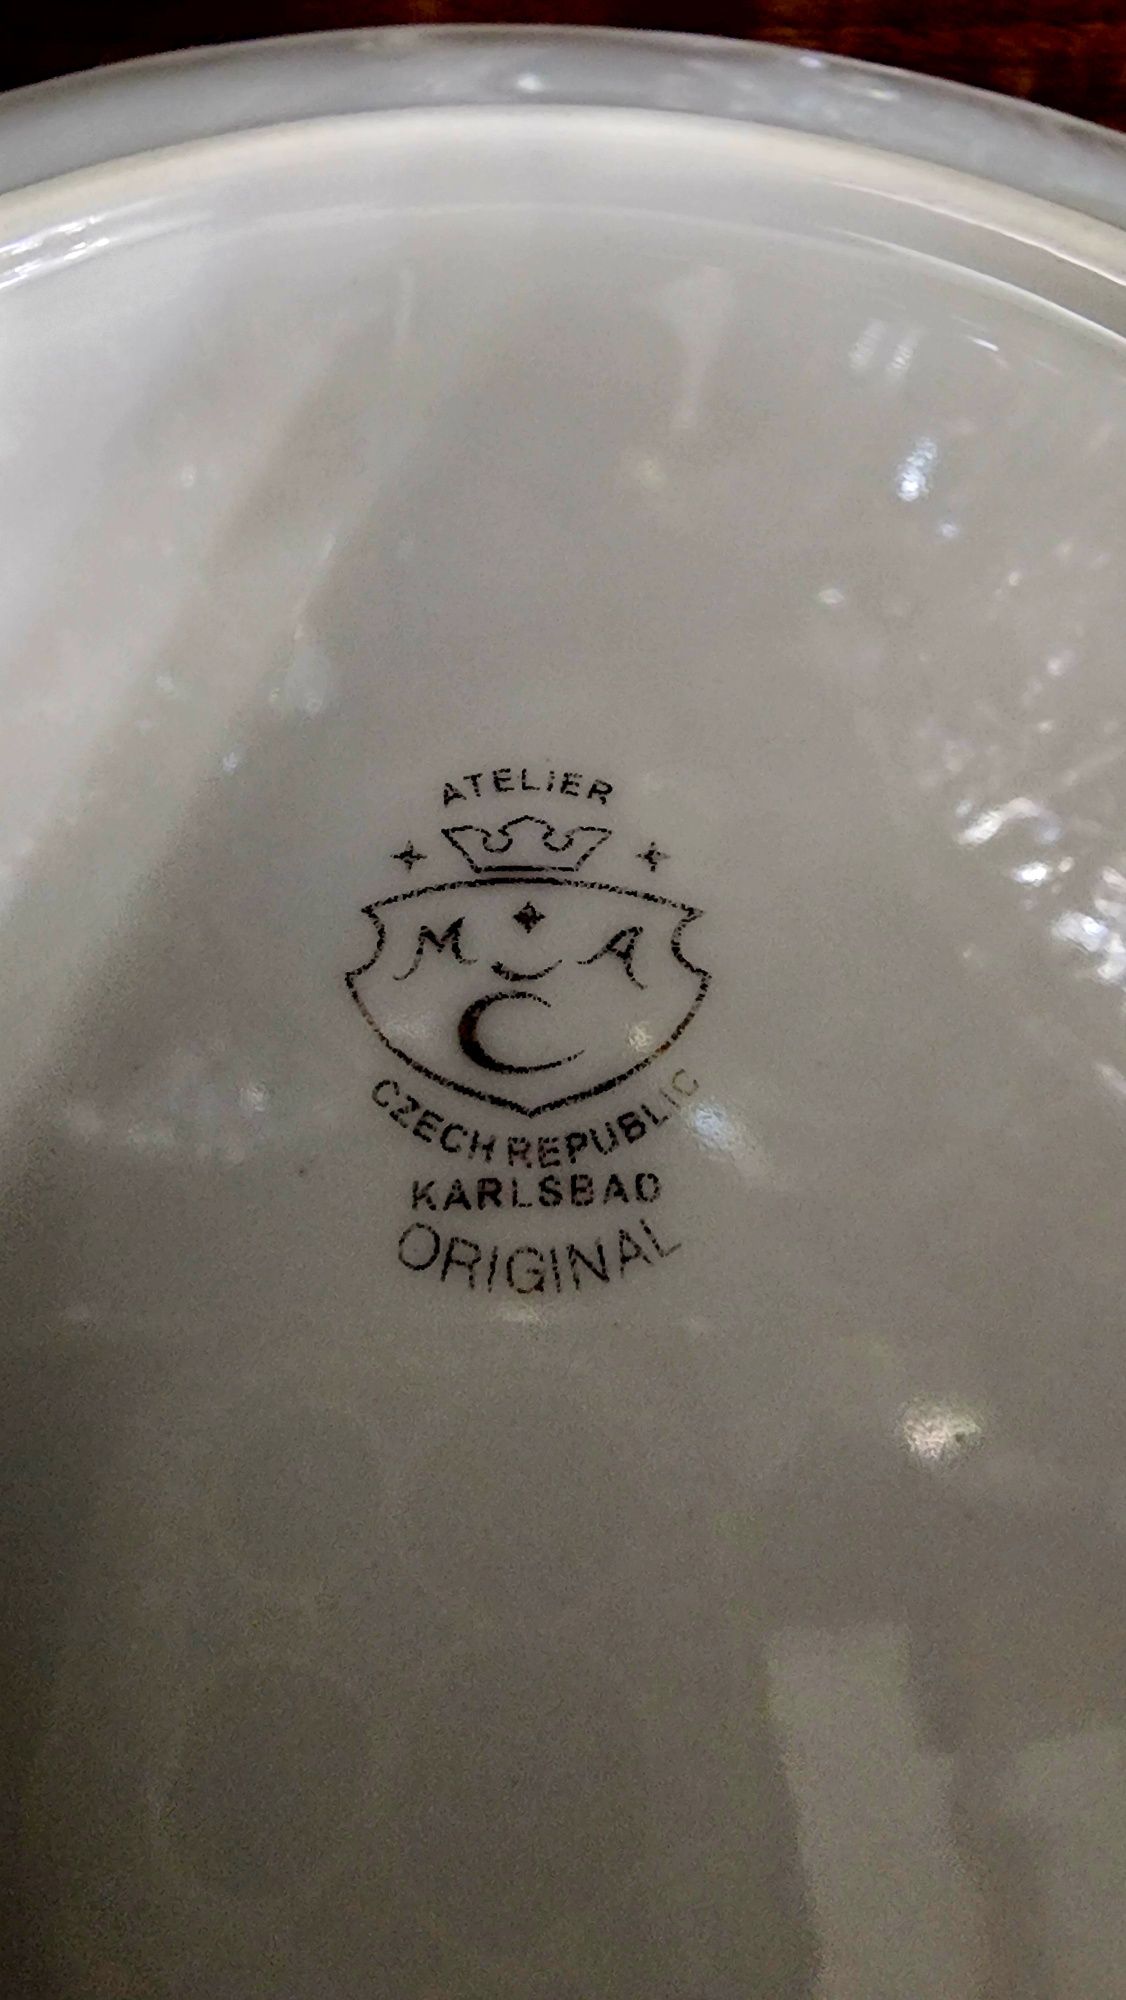 ATELIER
M A
C
CZECH REPUBLIC
KARLSBAD
ORIGINAL